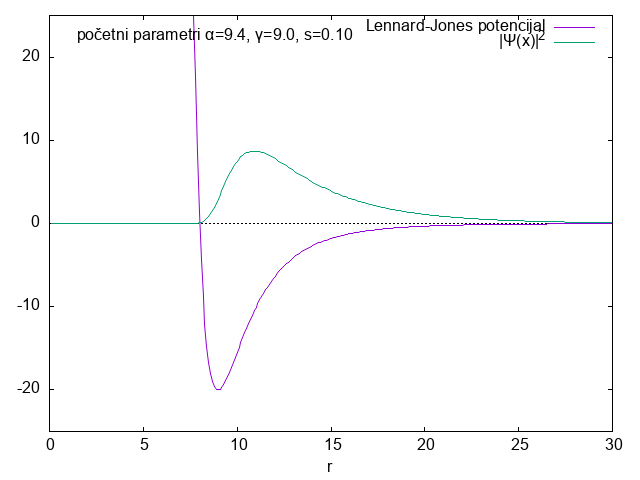 početni parametri α=9.4, γ=9.0, s=0.10
Lennard-Jones potencijal
|Ψ(x)|²
20
10
0
-10
-20
0 5 10 15 20 25 30
r